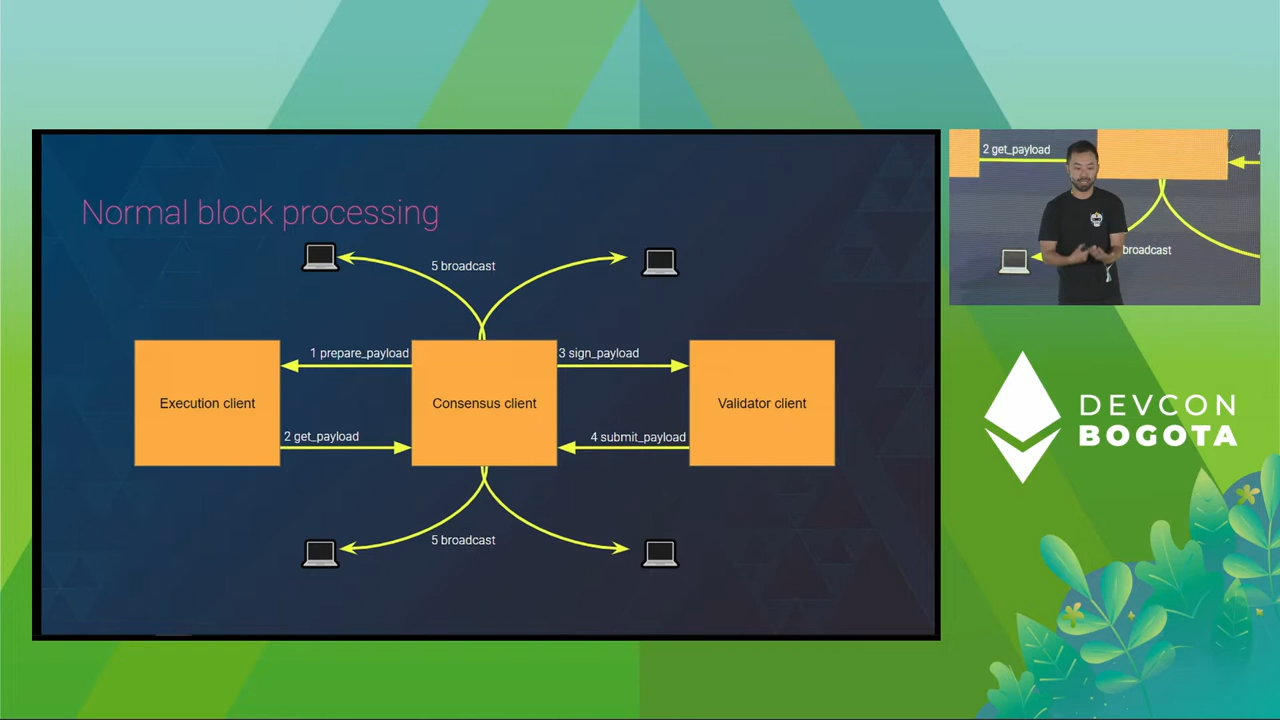 Normal block processing
5 broadcast
1 prepare_payload
3 sign_payload
Execution client
Consensus client
Validator client
2 get_payload
4 submit_payload
5 broadcast
2 get_payload
broadcast
DEVCON
BOGOTA